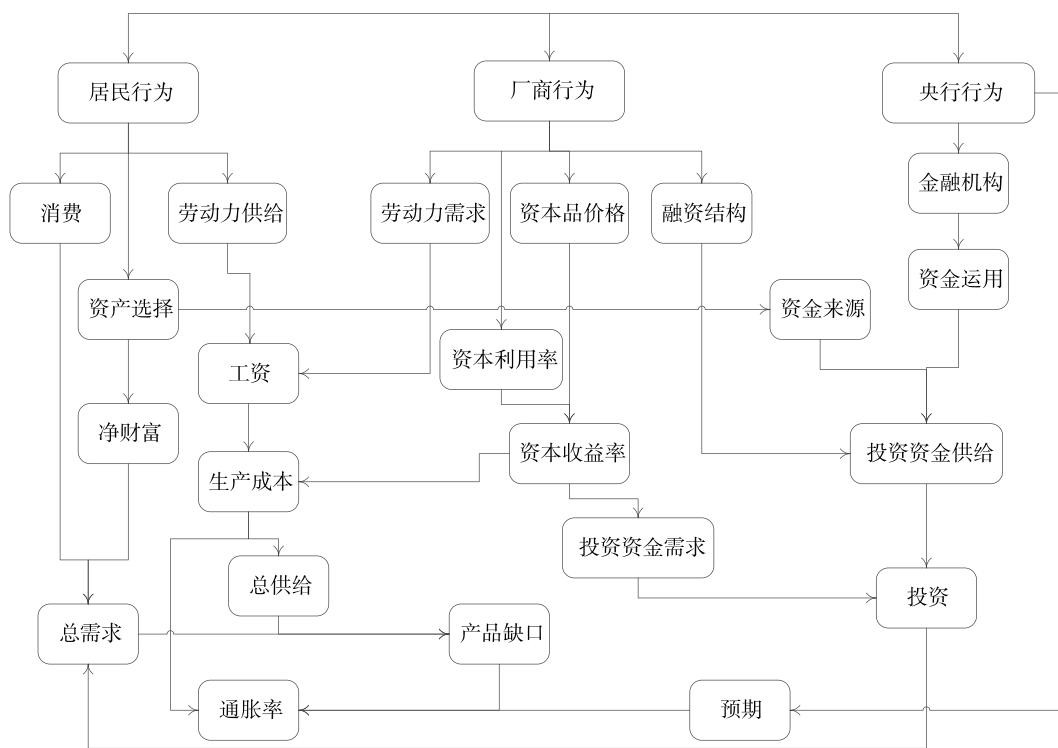 居民行为
厂商行为
央行行为
消费
劳动力供给
劳动力需求
资本品价格
融资结构
金融机构
资产选择
资金来源
资金运用
工资
资本利用率
净财富
生产成本
资本收益率
投资资金供给
总供给
投资资金需求
投资
总需求
产品缺口
通胀率
预期